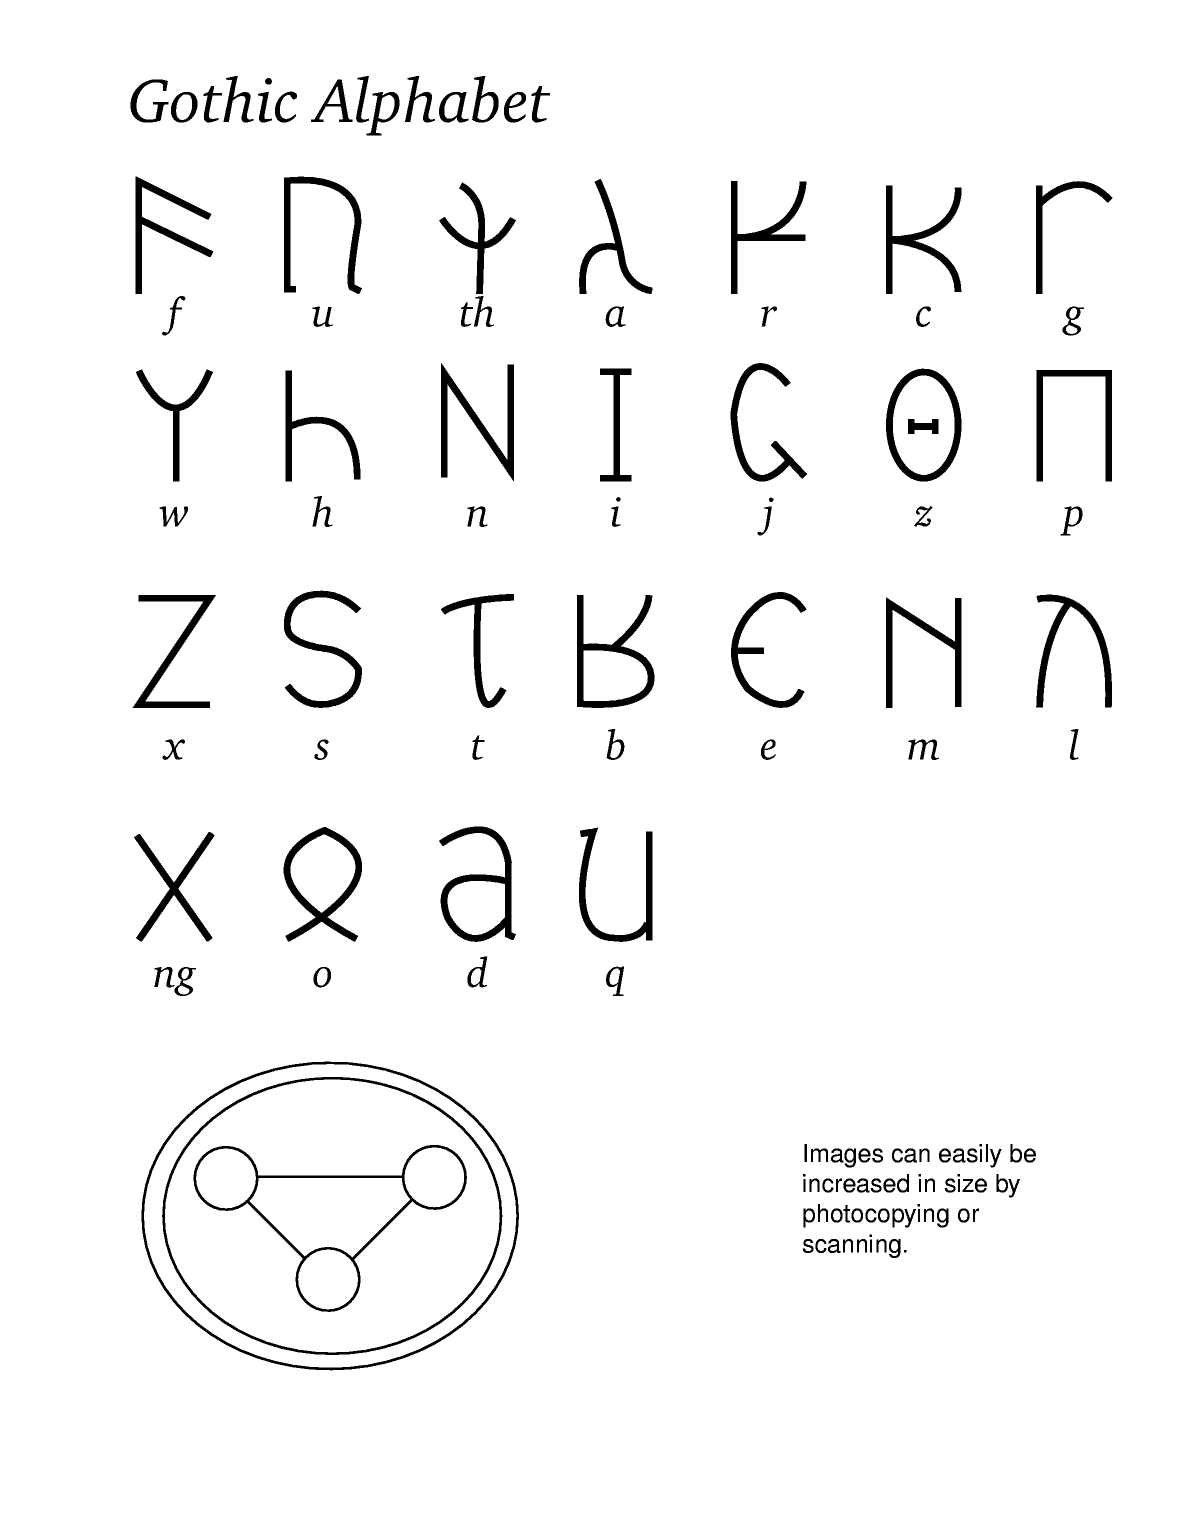 Gothic Alphabet
f u th a r c g
w h n i j z p
x s t b e m l
ng o d q
Images can easily be
increased in size by
photocopying or
scanning.